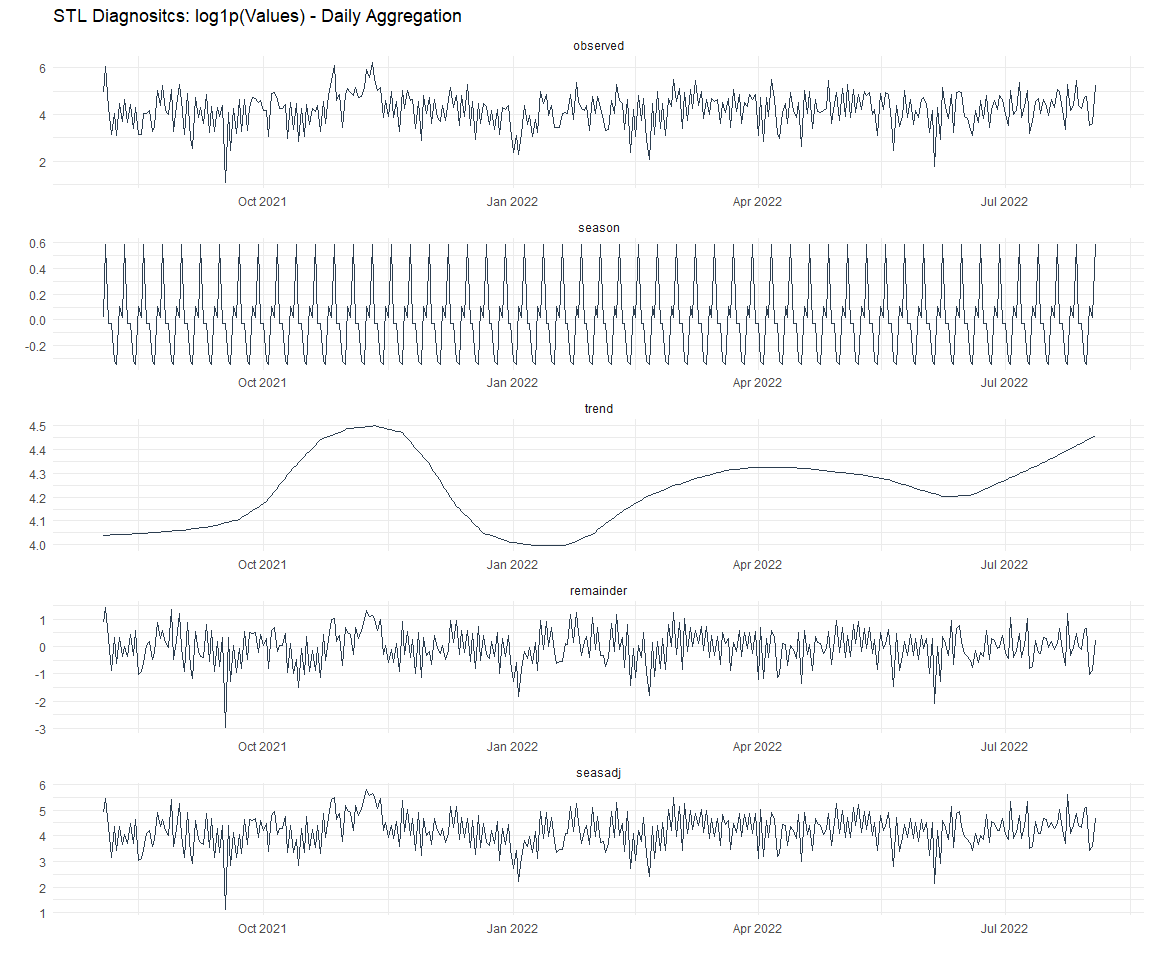 STL Diagnositcs: log1p(Values) - Daily Aggregation
observed
6
4
2
Oct 2021 Jan 2022 Apr 2022 Jul 2022
season
0.6
0.4
0.2
0.0
-0.2
Oct 2021 Jan 2022 Apr 2022 Jul 2022
trend
4.5
4.4
4.3
4.2
4.1
4.0
Oct 2021 Jan 2022 Apr 2022 Jul 2022
remainder
1
0
-1
-2
-3
Oct 2021 Jan 2022 Apr 2022 Jul 2022
seasadj
6
5
4
3
2
1
Oct 2021 Jan 2022 Apr 2022 Jul 2022